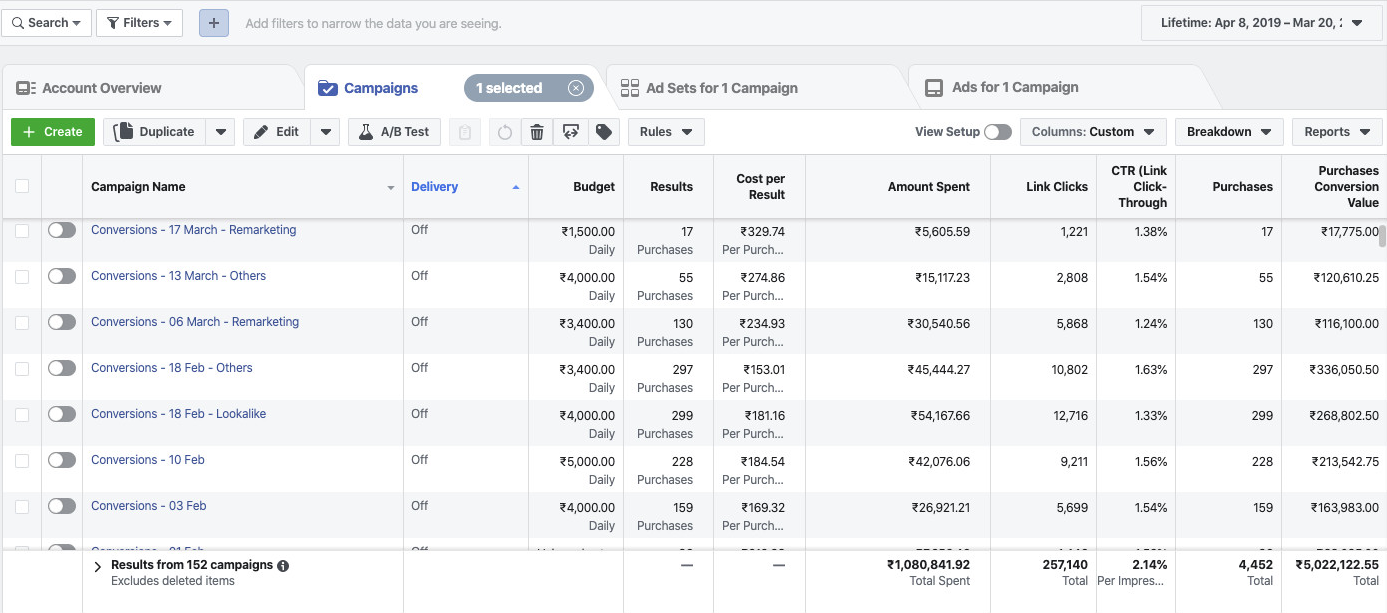 Search
Filters
+
Add filters to narrow the data you are seeing.
Lifetime: Apr 8, 2019 – Mar 20,
Account Overview
Campaigns
1 selected
Ad Sets for 1 Campaign
Ads for 1 Campaign
+ Create
Duplicate
Edit
A/B Test
Rules
View Setup
Columns: Custom
Breakdown
Reports
Campaign Name
Delivery
Budget
Results
Cost per
Result
Amount Spent
Link Clicks
CTR (Link
Click-
Through
Purchases
Purchases
Conversion
Value
Conversions - 17 March - Remarketing Off ₹1,500.00 17 ₹329.74 ₹5,605.59 1,221 1.38% 17 ₹17,775.00
Daily Purchases Per Purch...
Conversions - 13 March - Others Off ₹4,000.00 55 ₹274.86 ₹15,117.23 2,808 1.54% 55 ₹120,610.25
Daily Purchases Per Purch...
Conversions - 06 March - Remarketing Off ₹3,400.00 130 ₹234.93 ₹30,540.56 5,868 1.24% 130 ₹116,100.00
Daily Purchases Per Purch...
Conversions - 18 Feb - Others Off ₹3,400.00 297 ₹153.01 ₹45,444.27 10,802 1.63% 297 ₹336,050.50
Daily Purchases Per Purch...
Conversions - 18 Feb - Lookalike Off ₹4,000.00 299 ₹181.16 ₹54,167.66 12,716 1.33% 299 ₹268,802.50
Daily Purchases Per Purch...
Conversions - 10 Feb Off ₹5,000.00 228 ₹184.54 ₹42,076.06 9,211 1.56% 228 ₹213,542.75
Daily Purchases Per Purch...
Conversions - 03 Feb Off ₹4,000.00 159 ₹169.32 ₹26,921.21 5,699 1.54% 159 ₹163,983.00
Daily Purchases Per Purch...
Results from 152 campaigns — — ₹1,080,841.92 257,140 2.14% 4,452 ₹5,022,122.55
Excludes deleted items Total Spent Total Per Impres... Total Total